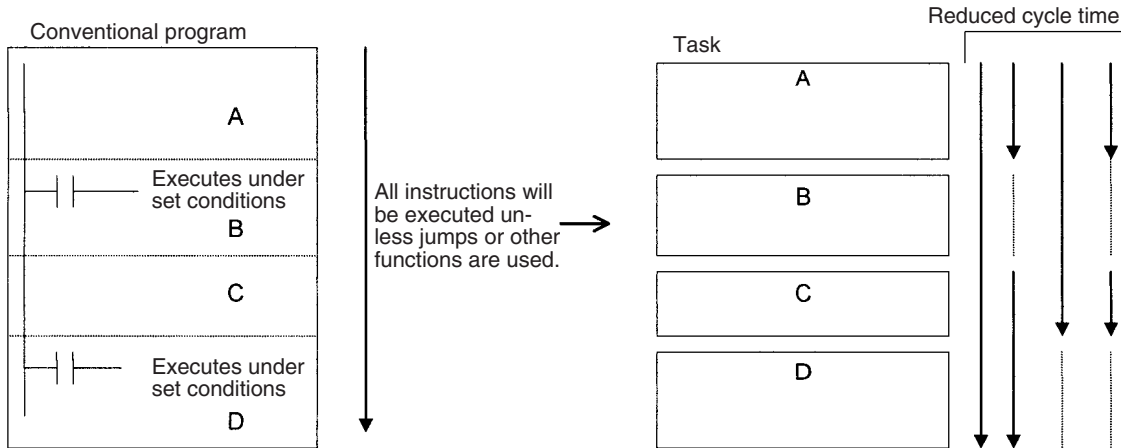 Conventional program
A
Executes under
set conditions
B
C
Executes under
set conditions
D
All instructions will
be executed un-
less jumps or other
functions are used.
Reduced cycle time
Task
A
B
C
D